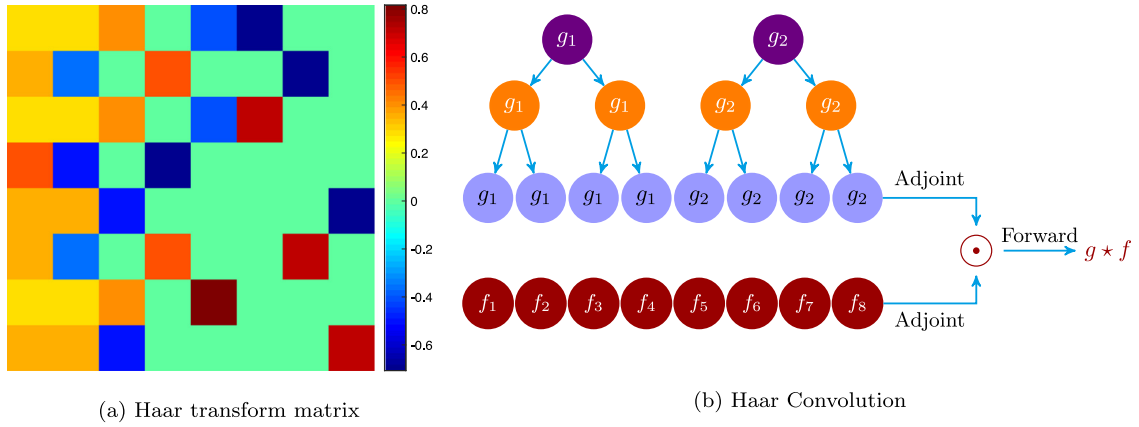 0.8
0.6
0.4
0.2
0
-0.2
-0.4
-0.6
(a) Haar transform matrix
g₁ g₂
g₁ g₁ g₂ g₂
g₁ g₁ g₁ g₁ g₂ g₂ g₂ g₂
Adjoint
Forward
g ⋆ f
f₁ f₂ f₃ f₄ f₅ f₆ f₇ f₈
Adjoint
(b) Haar Convolution